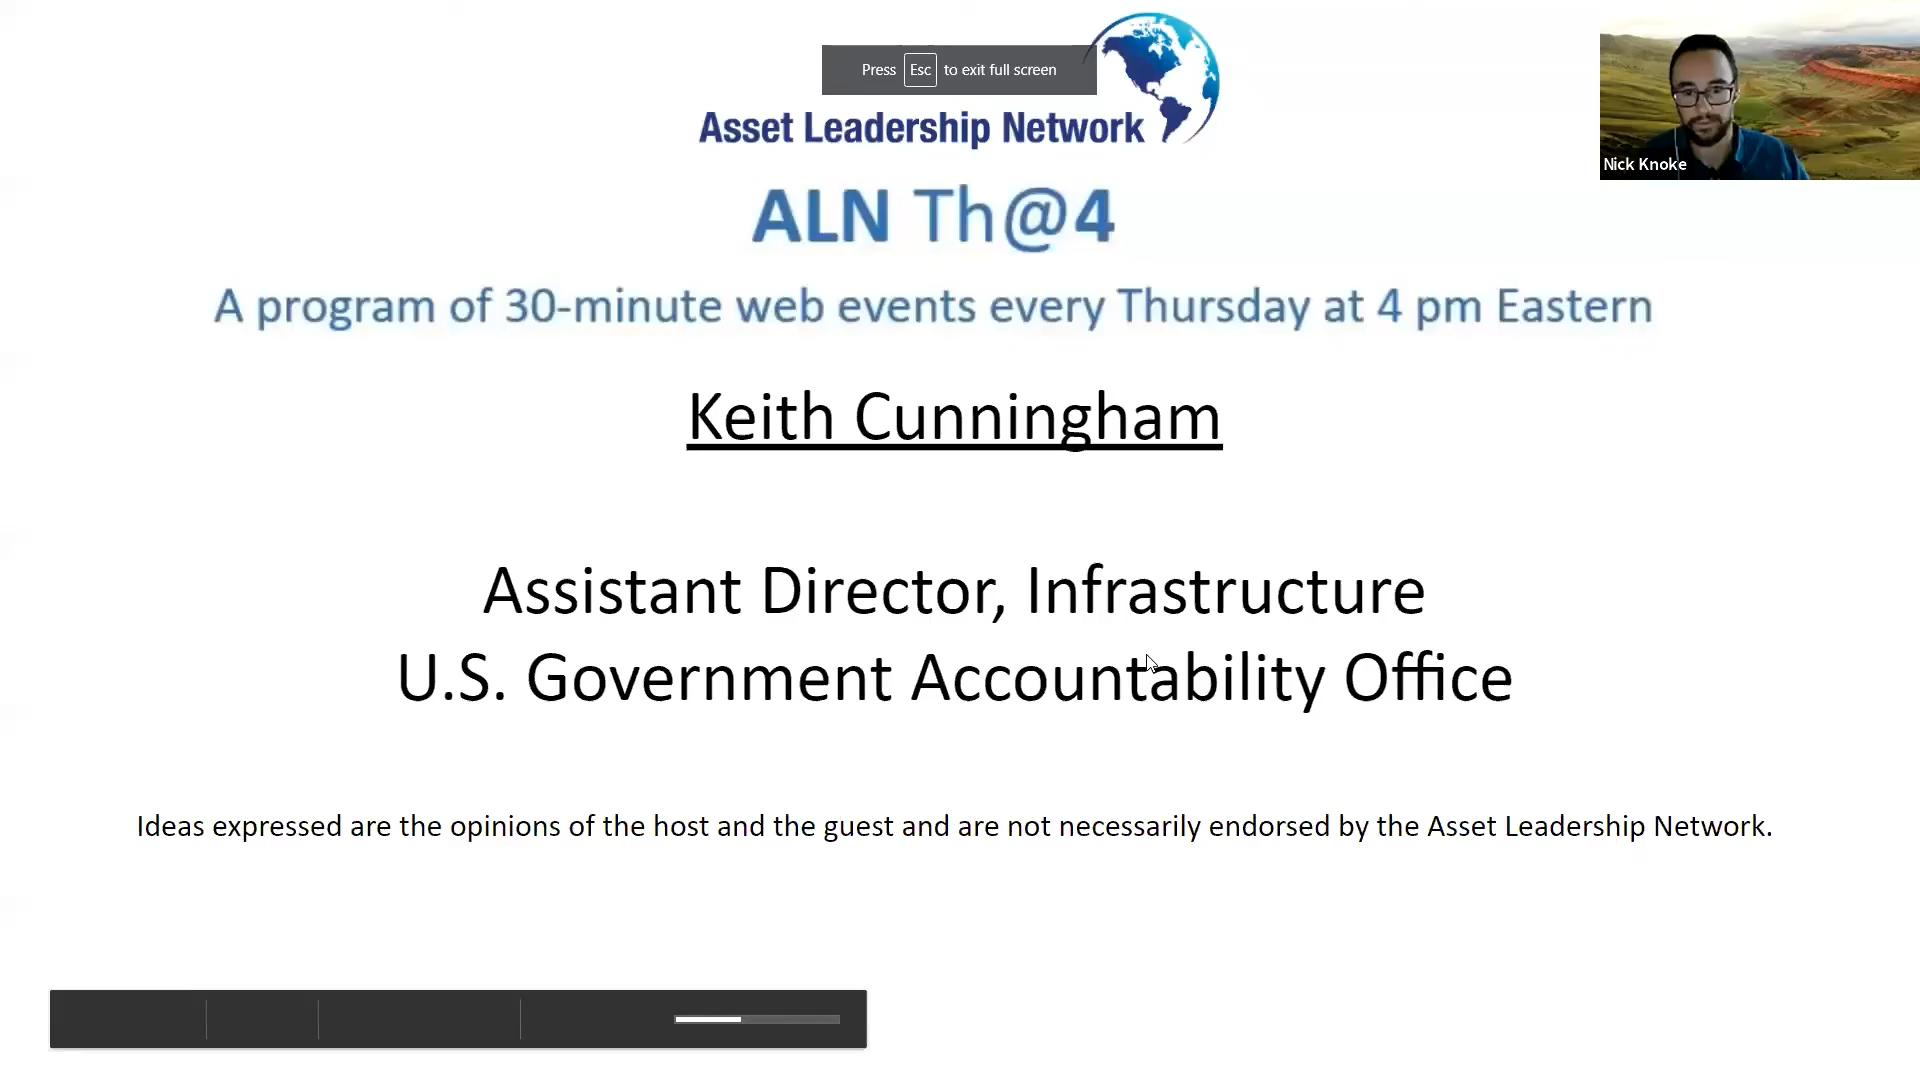 Press Esc to exit full screen
Asset Leadership Network
Nick Knoke
ALN Th@4
A program of 30-minute web events every Thursday at 4 pm Eastern
Keith Cunningham
Assistant Director, Infrastructure
U.S. Government Accountability Office
Ideas expressed are the opinions of the host and the guest and are not necessarily endorsed by the Asset Leadership Network.